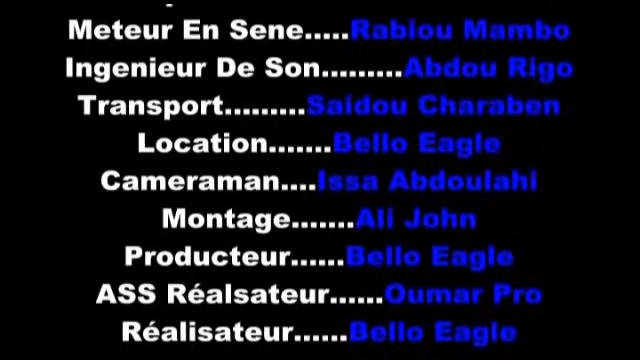 Meteur En Sene.....Rabiou Mambo
Ingenieur De Son.........Abdou Rigo
Transport.........Saidou Charaben
Location.......Bello Eagle
Cameraman....Issa Abdoulahi
Montage.......Ali John
Producteur......Bello Eagle
ASS Réalsateur......Oumar Pro
Réalisateur......Bello Eagle